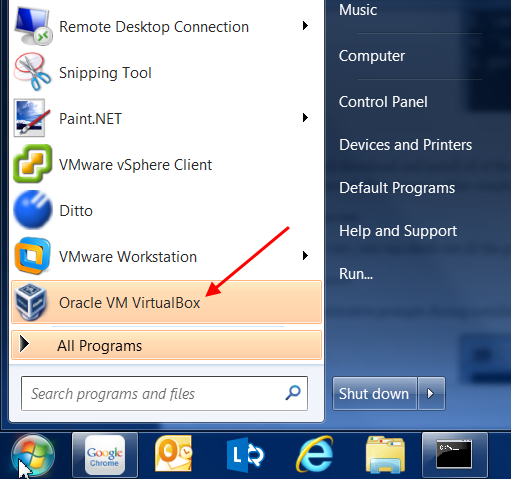 Remote Desktop Connection
Snipping Tool
Paint.NET
VMware vSphere Client
Ditto
VMware Workstation
Oracle VM VirtualBox
All Programs
Search programs and files
Music
Computer
Control Panel
Devices and Printers
Default Programs
Help and Support
Run...
Shut down
Google
Chrome